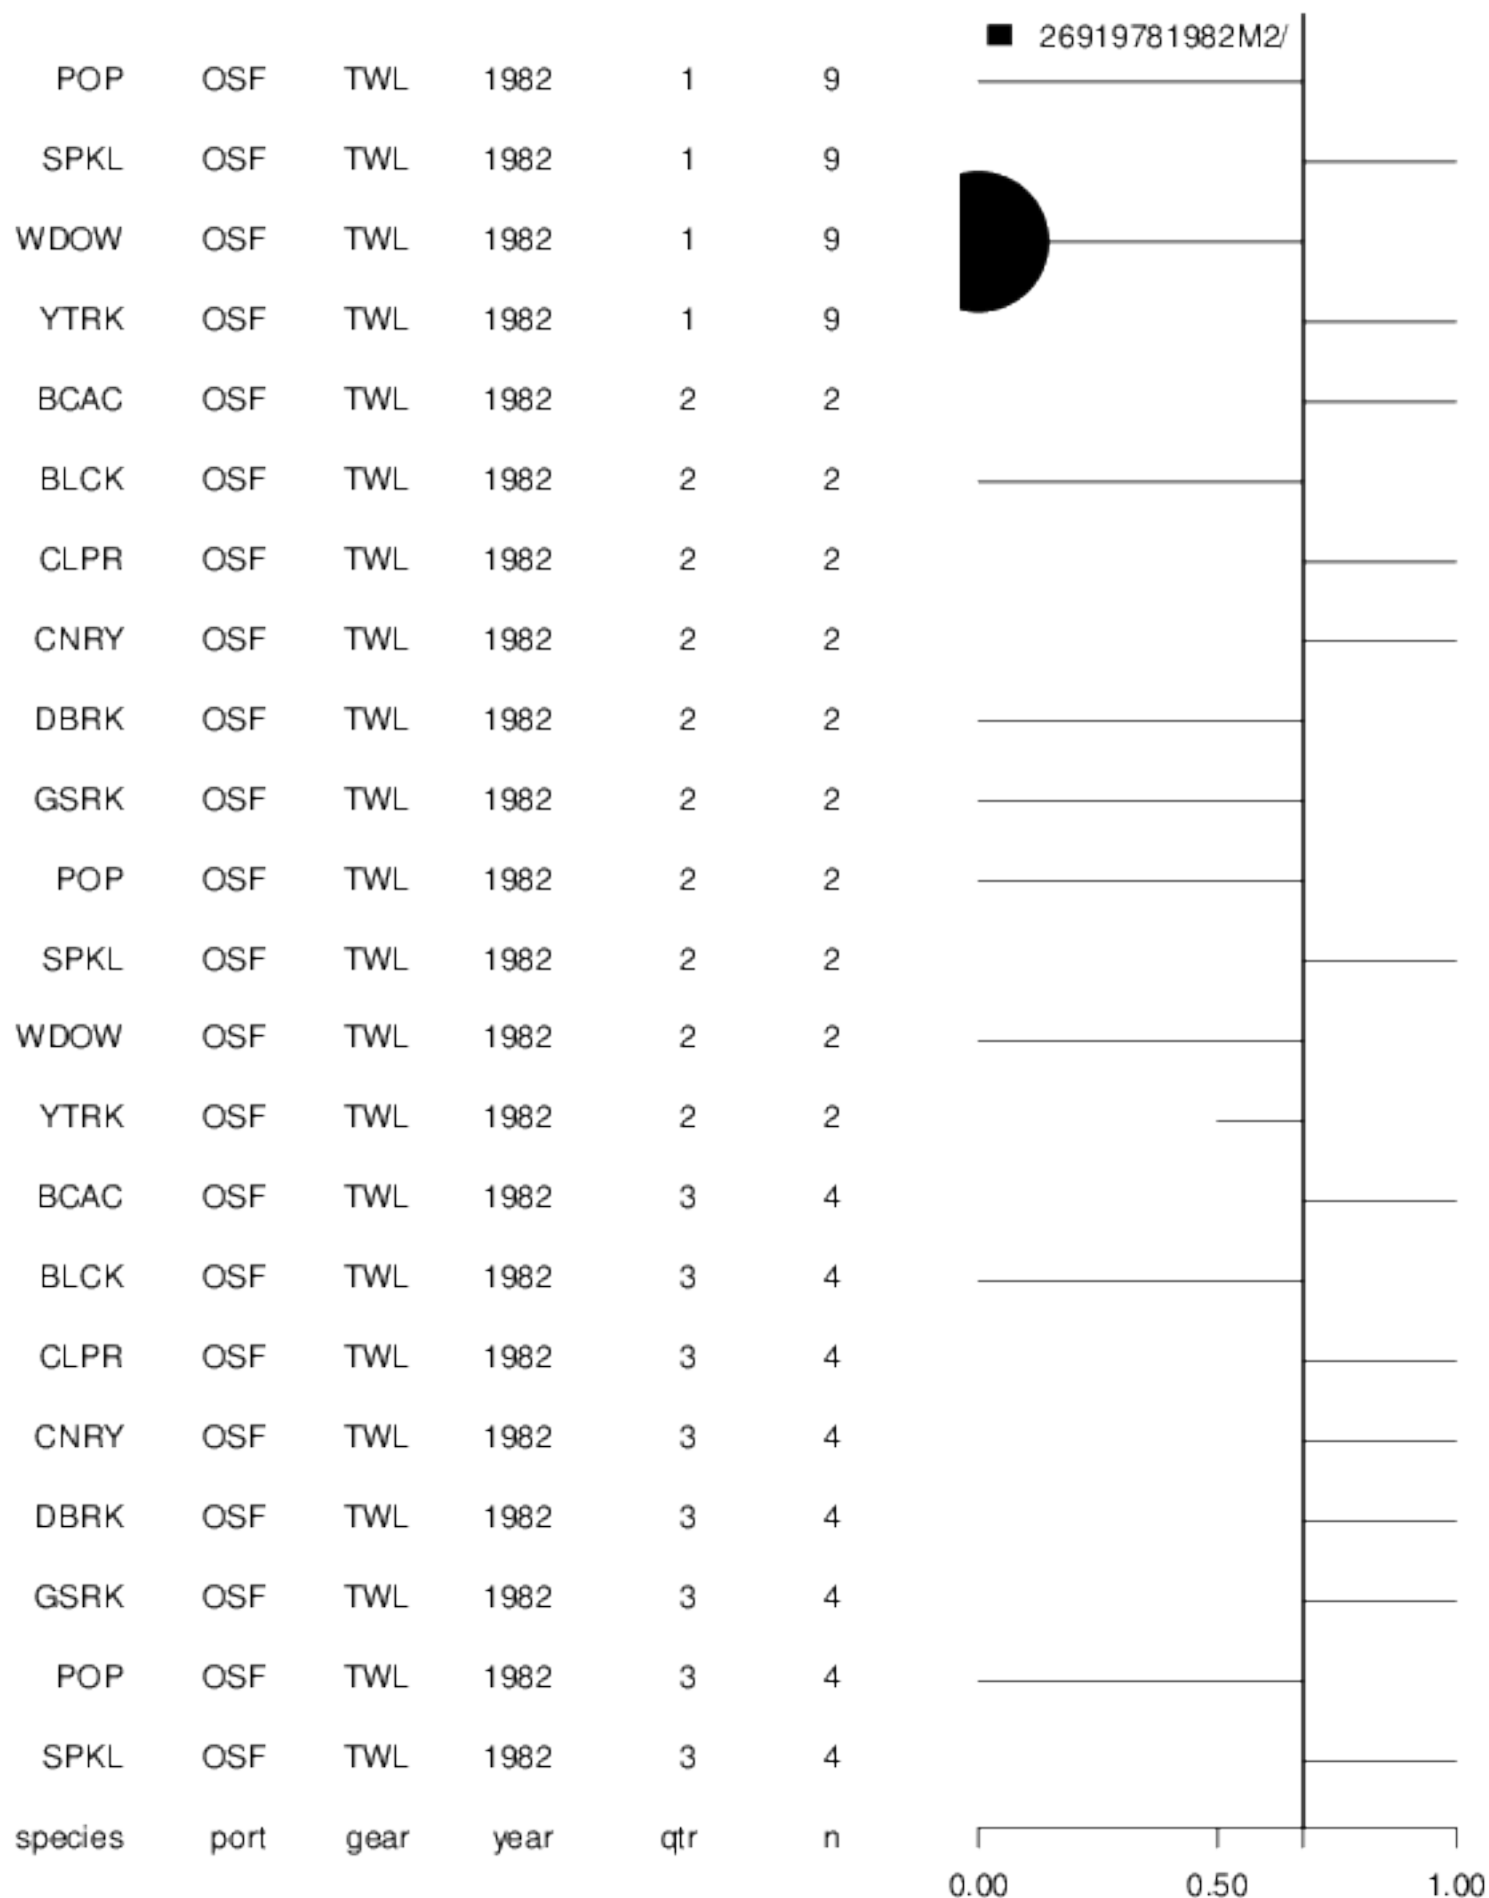 26919781982M2/
POP OSF TWL 1982 1 9
SPKL OSF TWL 1982 1 9
WDOW OSF TWL 1982 1 9
YTRK OSF TWL 1982 1 9
BCAC OSF TWL 1982 2 2
BLCK OSF TWL 1982 2 2
CLPR OSF TWL 1982 2 2
CNRY OSF TWL 1982 2 2
DBRK OSF TWL 1982 2 2
GSRK OSF TWL 1982 2 2
POP OSF TWL 1982 2 2
SPKL OSF TWL 1982 2 2
WDOW OSF TWL 1982 2 2
YTRK OSF TWL 1982 2 2
BCAC OSF TWL 1982 3 4
BLCK OSF TWL 1982 3 4
CLPR OSF TWL 1982 3 4
CNRY OSF TWL 1982 3 4
DBRK OSF TWL 1982 3 4
GSRK OSF TWL 1982 3 4
POP OSF TWL 1982 3 4
SPKL OSF TWL 1982 3 4
species port gear year qtr n
0.00 0.50 1.00